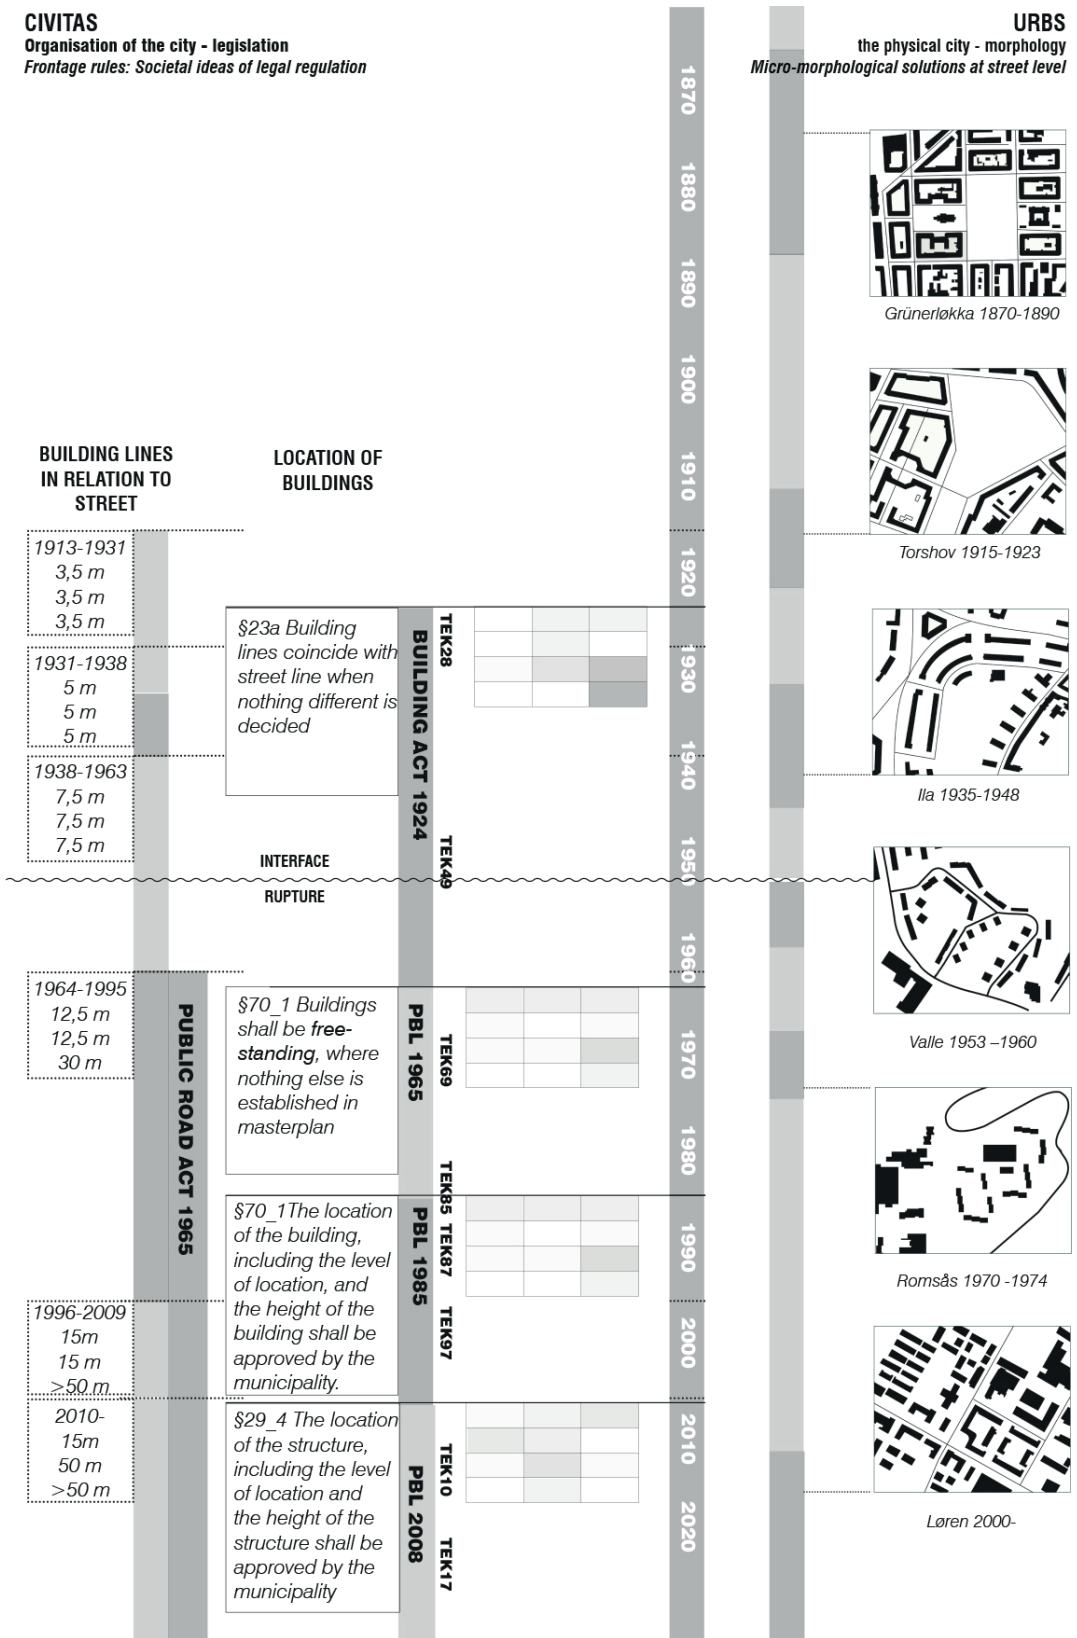 CIVITAS
Organisation of the city - legislation
Frontage rules: Societal ideas of legal regulation
URBS
the physical city - morphology
Micro-morphological solutions at street level
BUILDING LINES
IN RELATION TO
STREET
1913-1931
3,5 m
3,5 m
3,5 m
1931-1938
5 m
5 m
5 m
1938-1963
7,5 m
7,5 m
7,5 m
1964-1995
12,5 m
12,5 m
30 m
1996-2009
15m
15 m
>50 m
2010-
15m
50 m
>50 m
PUBLIC ROAD ACT 1965
LOCATION OF
BUILDINGS
§23a Building
lines coincide with
street line when
nothing different is
decided
INTERFACE
RUPTURE
§70_1 Buildings
shall be free-
standing, where
nothing else is
established in
masterplan
§70_1The location
of the building,
including the level
of location, and
the height of the
building shall be
approved by the
municipality.
§29_4 The location
of the structure,
including the level
of location and
the height of the
structure shall be
approved by the
municipality
BUILDING ACT 1924
PBL 1965
PBL 1985
PBL 2008
TEK28
TEK49
TEK69
TEK85
TEK87
TEK97
TEK10
TEK17
1870
1880
1890
1900
1910
1920
1930
1940
1950
1960
1970
1980
1990
2000
2010
2020
Grünerløkka 1870-1890
Torshov 1915-1923
Ila 1935-1948
Valle 1953 –1960
Romsås 1970 -1974
Løren 2000-